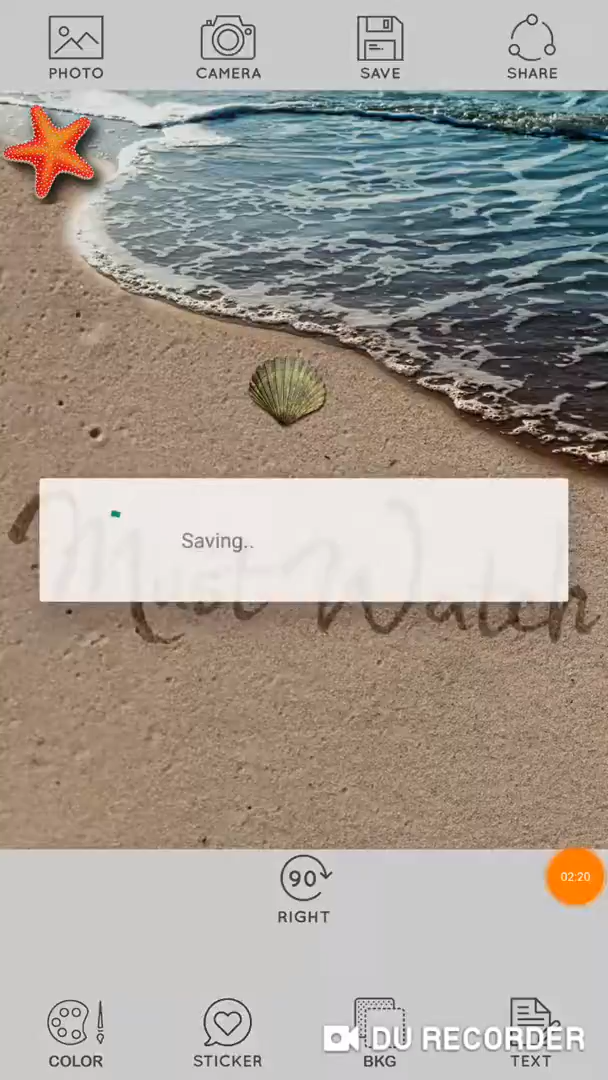 PHOTO CAMERA SAVE SHARE
Saving..
Must Watch
90
RIGHT
02:20
COLOR STICKER BKG TEXT
DU RECORDER